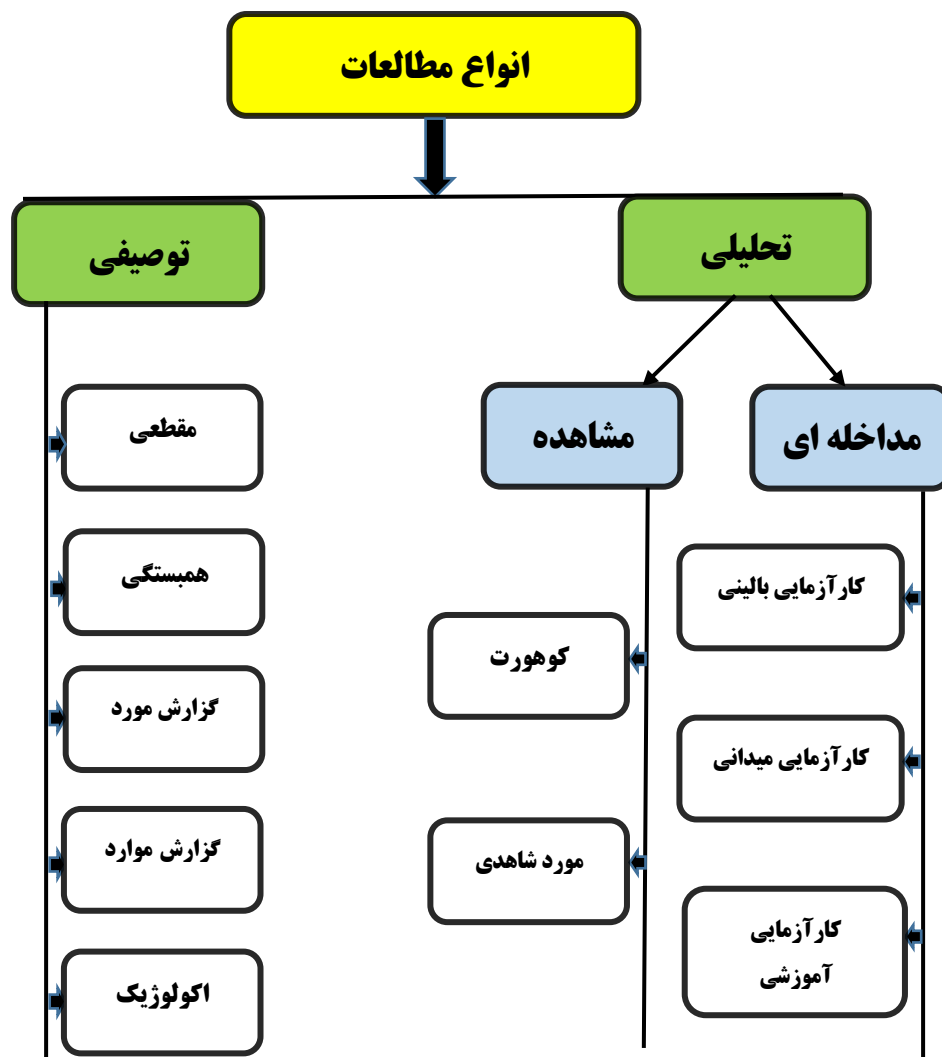 انواع مطالعات
تحلیلی
توصیفی
مداخله ای
مشاهده
مقطعی
کارآزمایی بالینی
همبستگی
کوهورت
گزارش مورد
کارآزمایی میدانی
گزارش موارد
مورد شاهدی
کارآزمایی
آموزشی
اکولوژیک